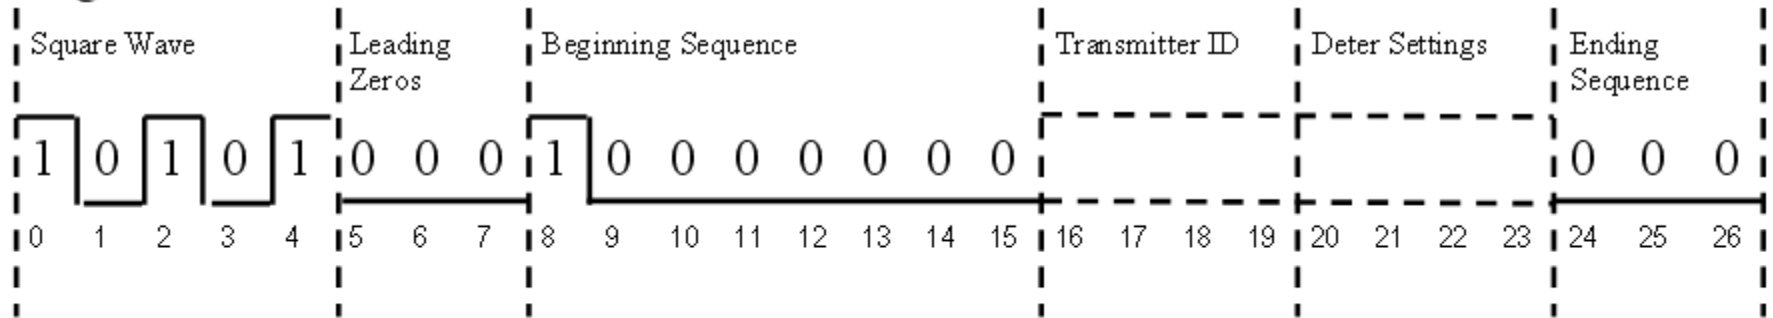 Square Wave
Leading
Zeros
Beginning Sequence
Transmitter ID
Deter Settings
Ending
Sequence
1 0 1 0 1 0 0 0 1 0 0 0 0 0 0 0 0 0 0
0 1 2 3 4 5 6 7 8 9 10 11 12 13 14 15 16 17 18 19 20 21 22 23 24 25 26